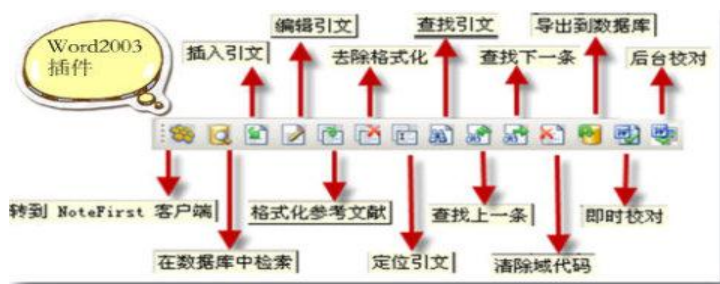 Word2003
插件
编辑引文
查找引文
导出到数据库
插入引文
去除格式化
查找下一条
后台校对
转到 NoteFirst 客户端
格式化参考文献
查找上一条
即时校对
在数据库中检索
定位引文
清除域代码